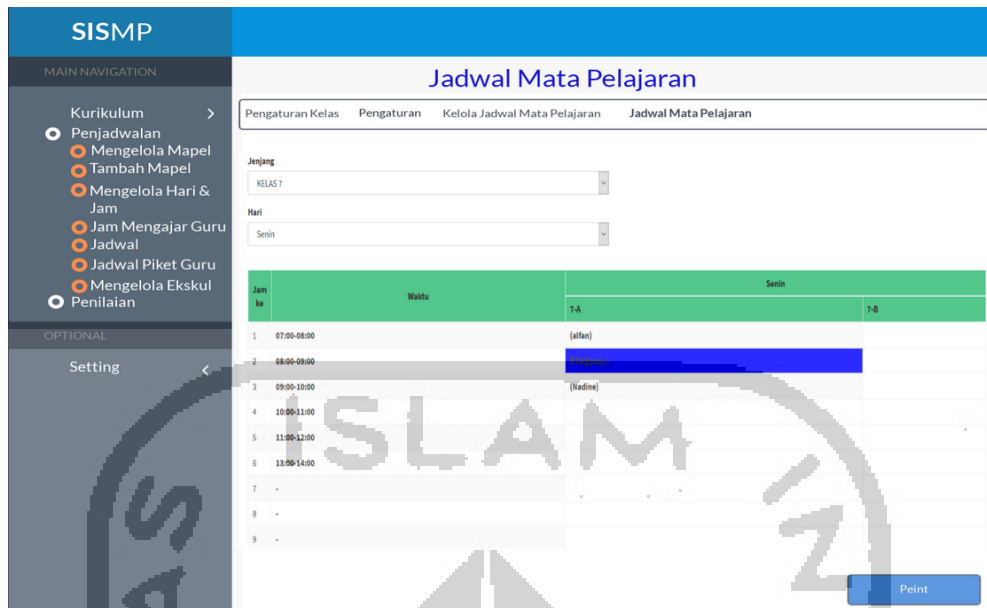 SISMP
MAIN NAVIGATION
Kurikulum
Penjadwalan
Mengelola Mapel
Tambah Mapel
Mengelola Hari &
Jam
Jam Mengajar Guru
Jadwal
Jadwal Piket Guru
Mengelola Ekskul
Penilaian
OPTIONAL
Setting
Jadwal Mata Pelajaran
Pengaturan Kelas Pengaturan Kelola Jadwal Mata Pelajaran Jadwal Mata Pelajaran
Jenjang
KELAS 7
Hari
Senin
Jam
ke
Waktu
Senin
7-A 7-B
1 07:00-08:00 (alfan)
2 08:00-09:00
3 09:00-10:00 (Nadine)
4 10:00-11:00
5 11:00-12:00
6 13:00-14:00
7 -
8 -
9 -
Peint
ISLAM